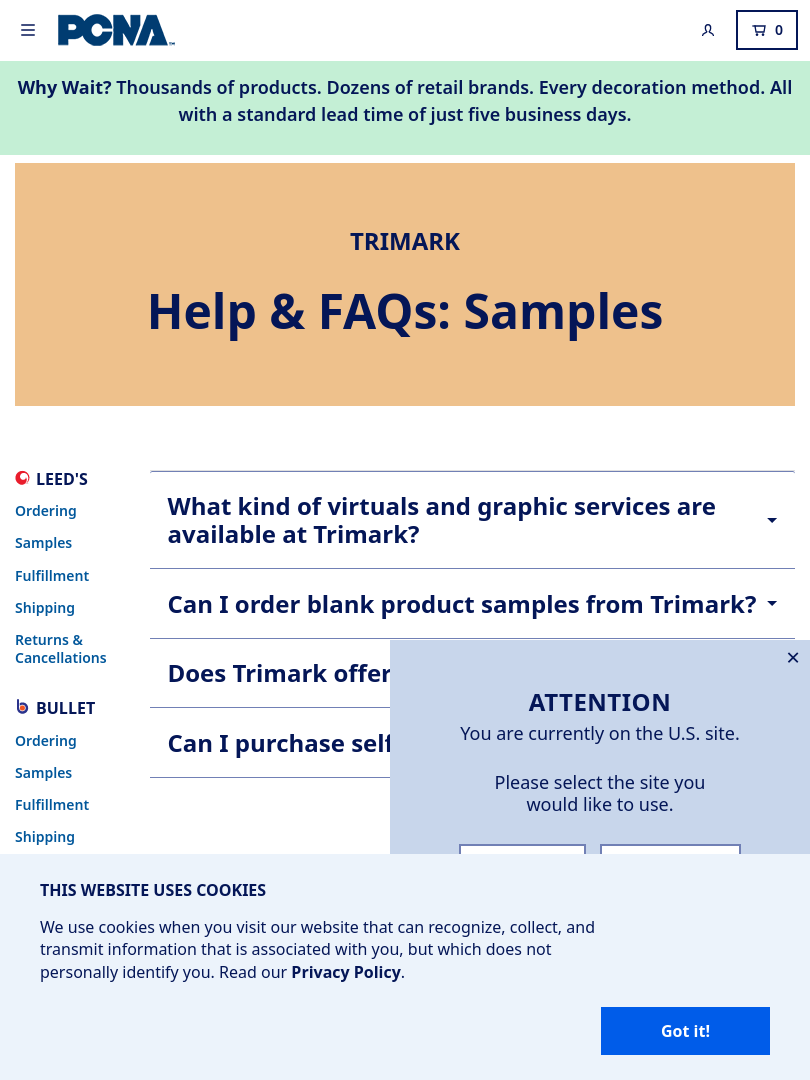 PCNA
0
Why Wait? Thousands of products. Dozens of retail brands. Every decoration method. All
with a standard lead time of just five business days.
TRIMARK
Help & FAQs: Samples
LEED'S
Ordering
Samples
Fulfillment
Shipping
Returns &
Cancellations
BULLET
Ordering
Samples
Fulfillment
Shipping
What kind of virtuals and graphic services are
available at Trimark?
Can I order blank product samples from Trimark?
Does Trimark offer
Can I purchase self
ATTENTION
You are currently on the U.S. site.
Please select the site you
would like to use.
THIS WEBSITE USES COOKIES
We use cookies when you visit our website that can recognize, collect, and
transmit information that is associated with you, but which does not
personally identify you. Read our Privacy Policy.
Got it!